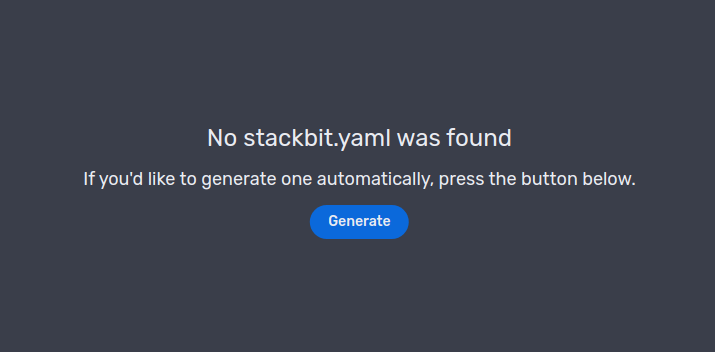 No stackbit.yaml was found
If you'd like to generate one automatically, press the button below.
Generate